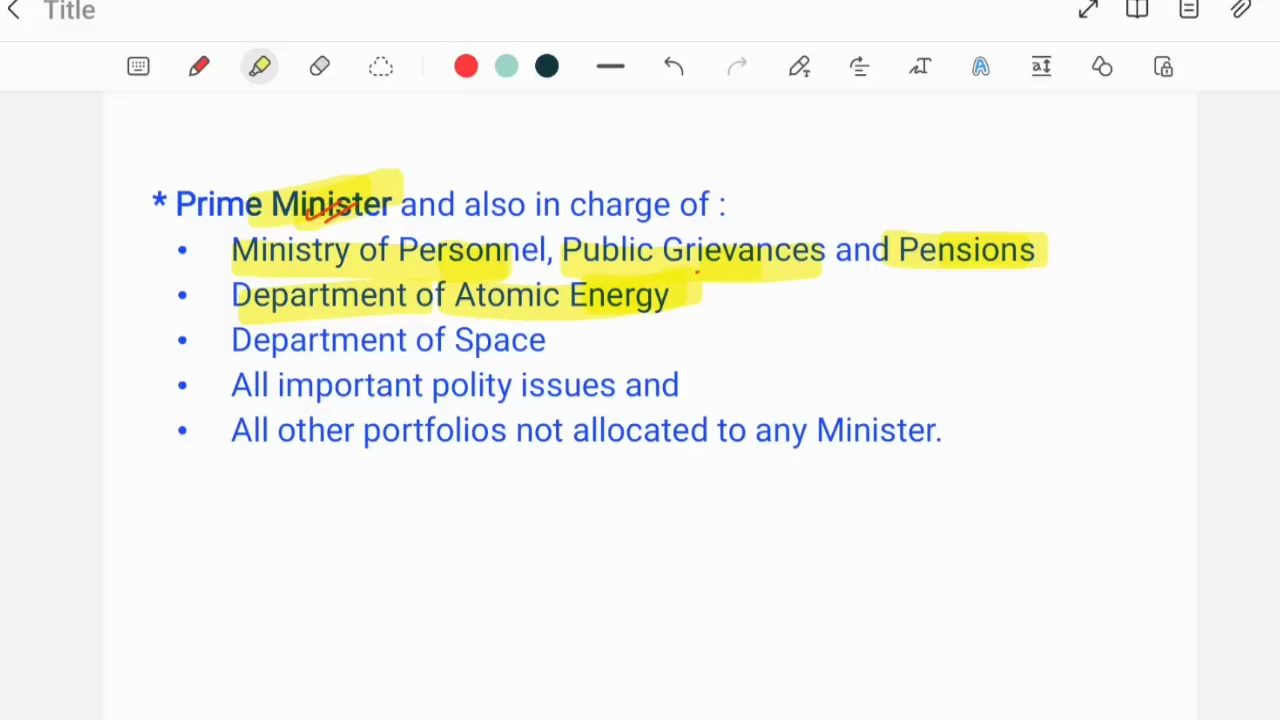 Title
* Prime Minister and also in charge of :
• Ministry of Personnel, Public Grievances and Pensions
• Department of Atomic Energy
• Department of Space
• All important polity issues and
• All other portfolios not allocated to any Minister.